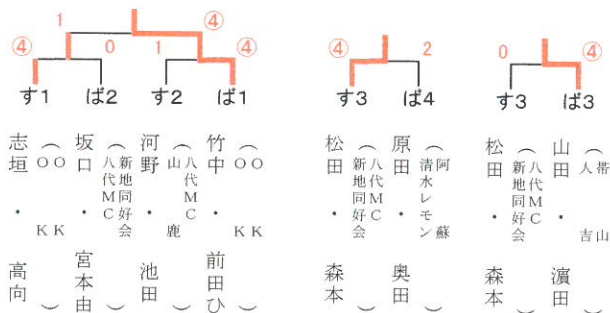 1
④ 0 1 ④ ④
す1 ば2 す2 ば1
志垣・高向（OK OK）
坂口・宮本由（八代MC 新地同好会）
河野・池田（山鹿 八代MC）
竹中・前田ひ（OK OK）
④ 2
す3 ば4
松田・森本（新地同好会 八代MC）
原田・奥田（清水レモン 阿蘇）
0 ④
す3 ば3
松田・森本（新地同好会 八代MC）
山田・濵田（人吉 帯山）